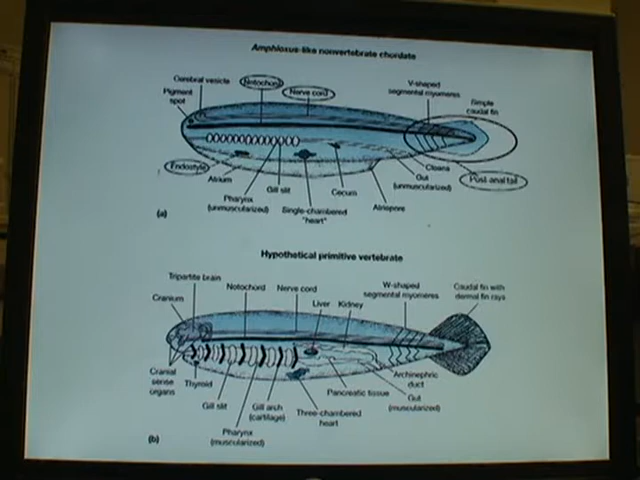 Amphioxus-like nonvertebrate chordate
Cerebral vesicle
Notochord
Nerve cord
V-shaped
segmental myomeres
Pigment
spot
Simple
caudal fin
Endostyle
Atrium
Pharynx
(unmuscularized)
Gill slit
Single-chambered
"heart"
Cecum
Atriopore
Gut
(unmuscularized)
Cloaca
Post-anal tail
(a)
Hypothetical primitive vertebrate
Tripartite brain
Cranium
Notochord
Nerve cord
Liver
Kidney
W-shaped
segmental myomeres
Caudal fin with
dermal fin rays
Cranial
sense
organs
Thyroid
Gill slit
Pharynx
(muscularized)
Gill arch
(cartilage)
Three-chambered
heart
Pancreatic tissue
Gut
(muscularized)
Archinephric
duct
(b)